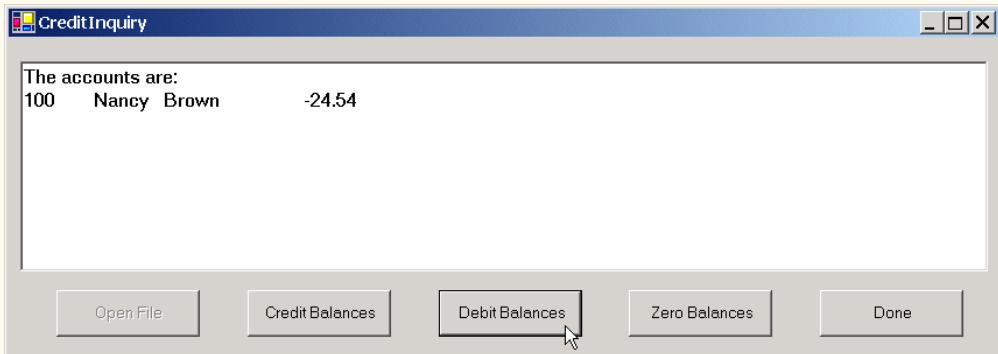 CreditInquiry
The accounts are:
100 Nancy Brown -24.54
Open File Credit Balances Debit Balances Zero Balances Done